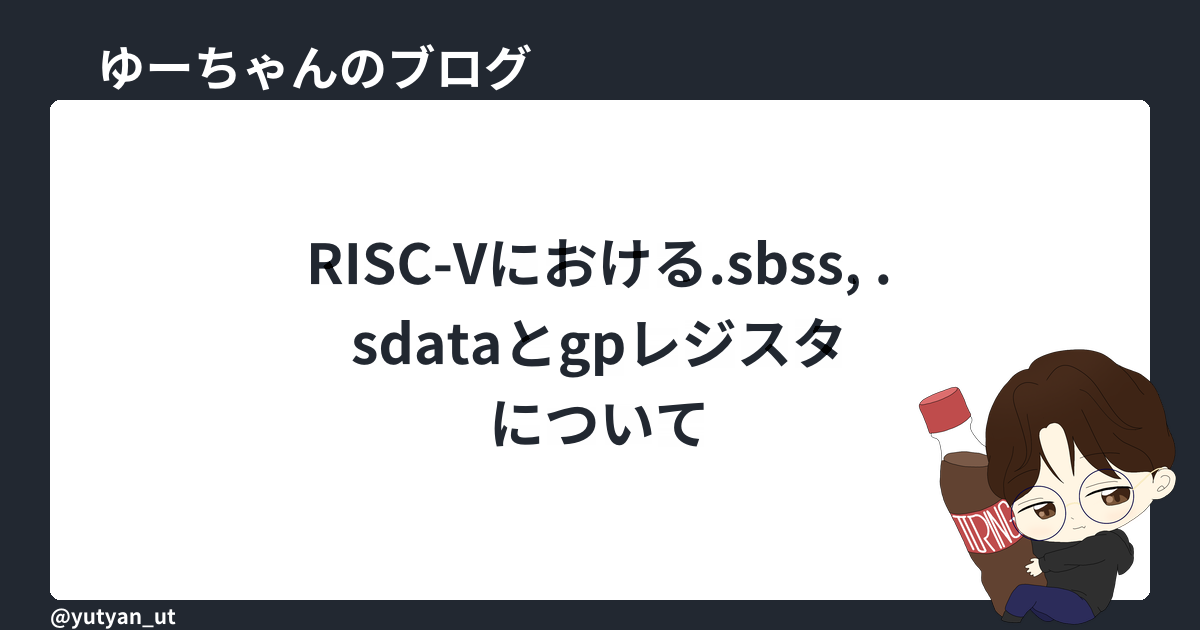 ゆーちゃんのブログ
RISC-Vにおける.sbss, .
sdataとgpレジスタ
について
TURING
@yutyan_ut